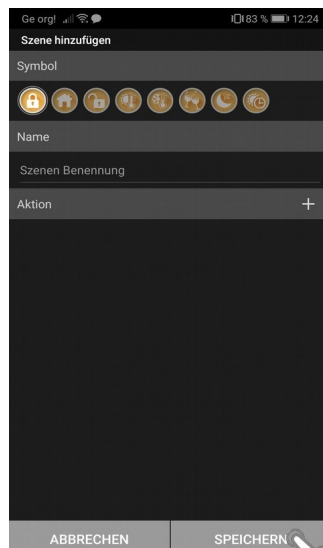 Ge org! 83 % 12:24
Szene hinzufügen
Symbol
Name
Szenen Benennung
Aktion +
ABBRECHEN SPEICHERN